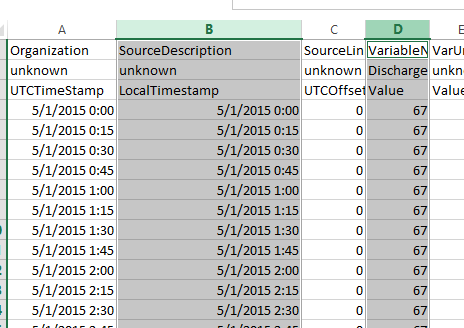 A B C D E
Organization SourceDescription SourceLin VariableN VarUn
unknown unknown unknown Discharge unkn
UTCTimeStamp LocalTimestamp UTCOffset Value Value
5/1/2015 0:00 5/1/2015 0:00 0 67
5/1/2015 0:15 5/1/2015 0:15 0 67
5/1/2015 0:30 5/1/2015 0:30 0 67
5/1/2015 0:45 5/1/2015 0:45 0 67
5/1/2015 1:00 5/1/2015 1:00 0 67
5/1/2015 1:15 5/1/2015 1:15 0 67
5/1/2015 1:30 5/1/2015 1:30 0 67
5/1/2015 1:45 5/1/2015 1:45 0 67
5/1/2015 2:00 5/1/2015 2:00 0 67
5/1/2015 2:15 5/1/2015 2:15 0 67
5/1/2015 2:30 5/1/2015 2:30 0 67